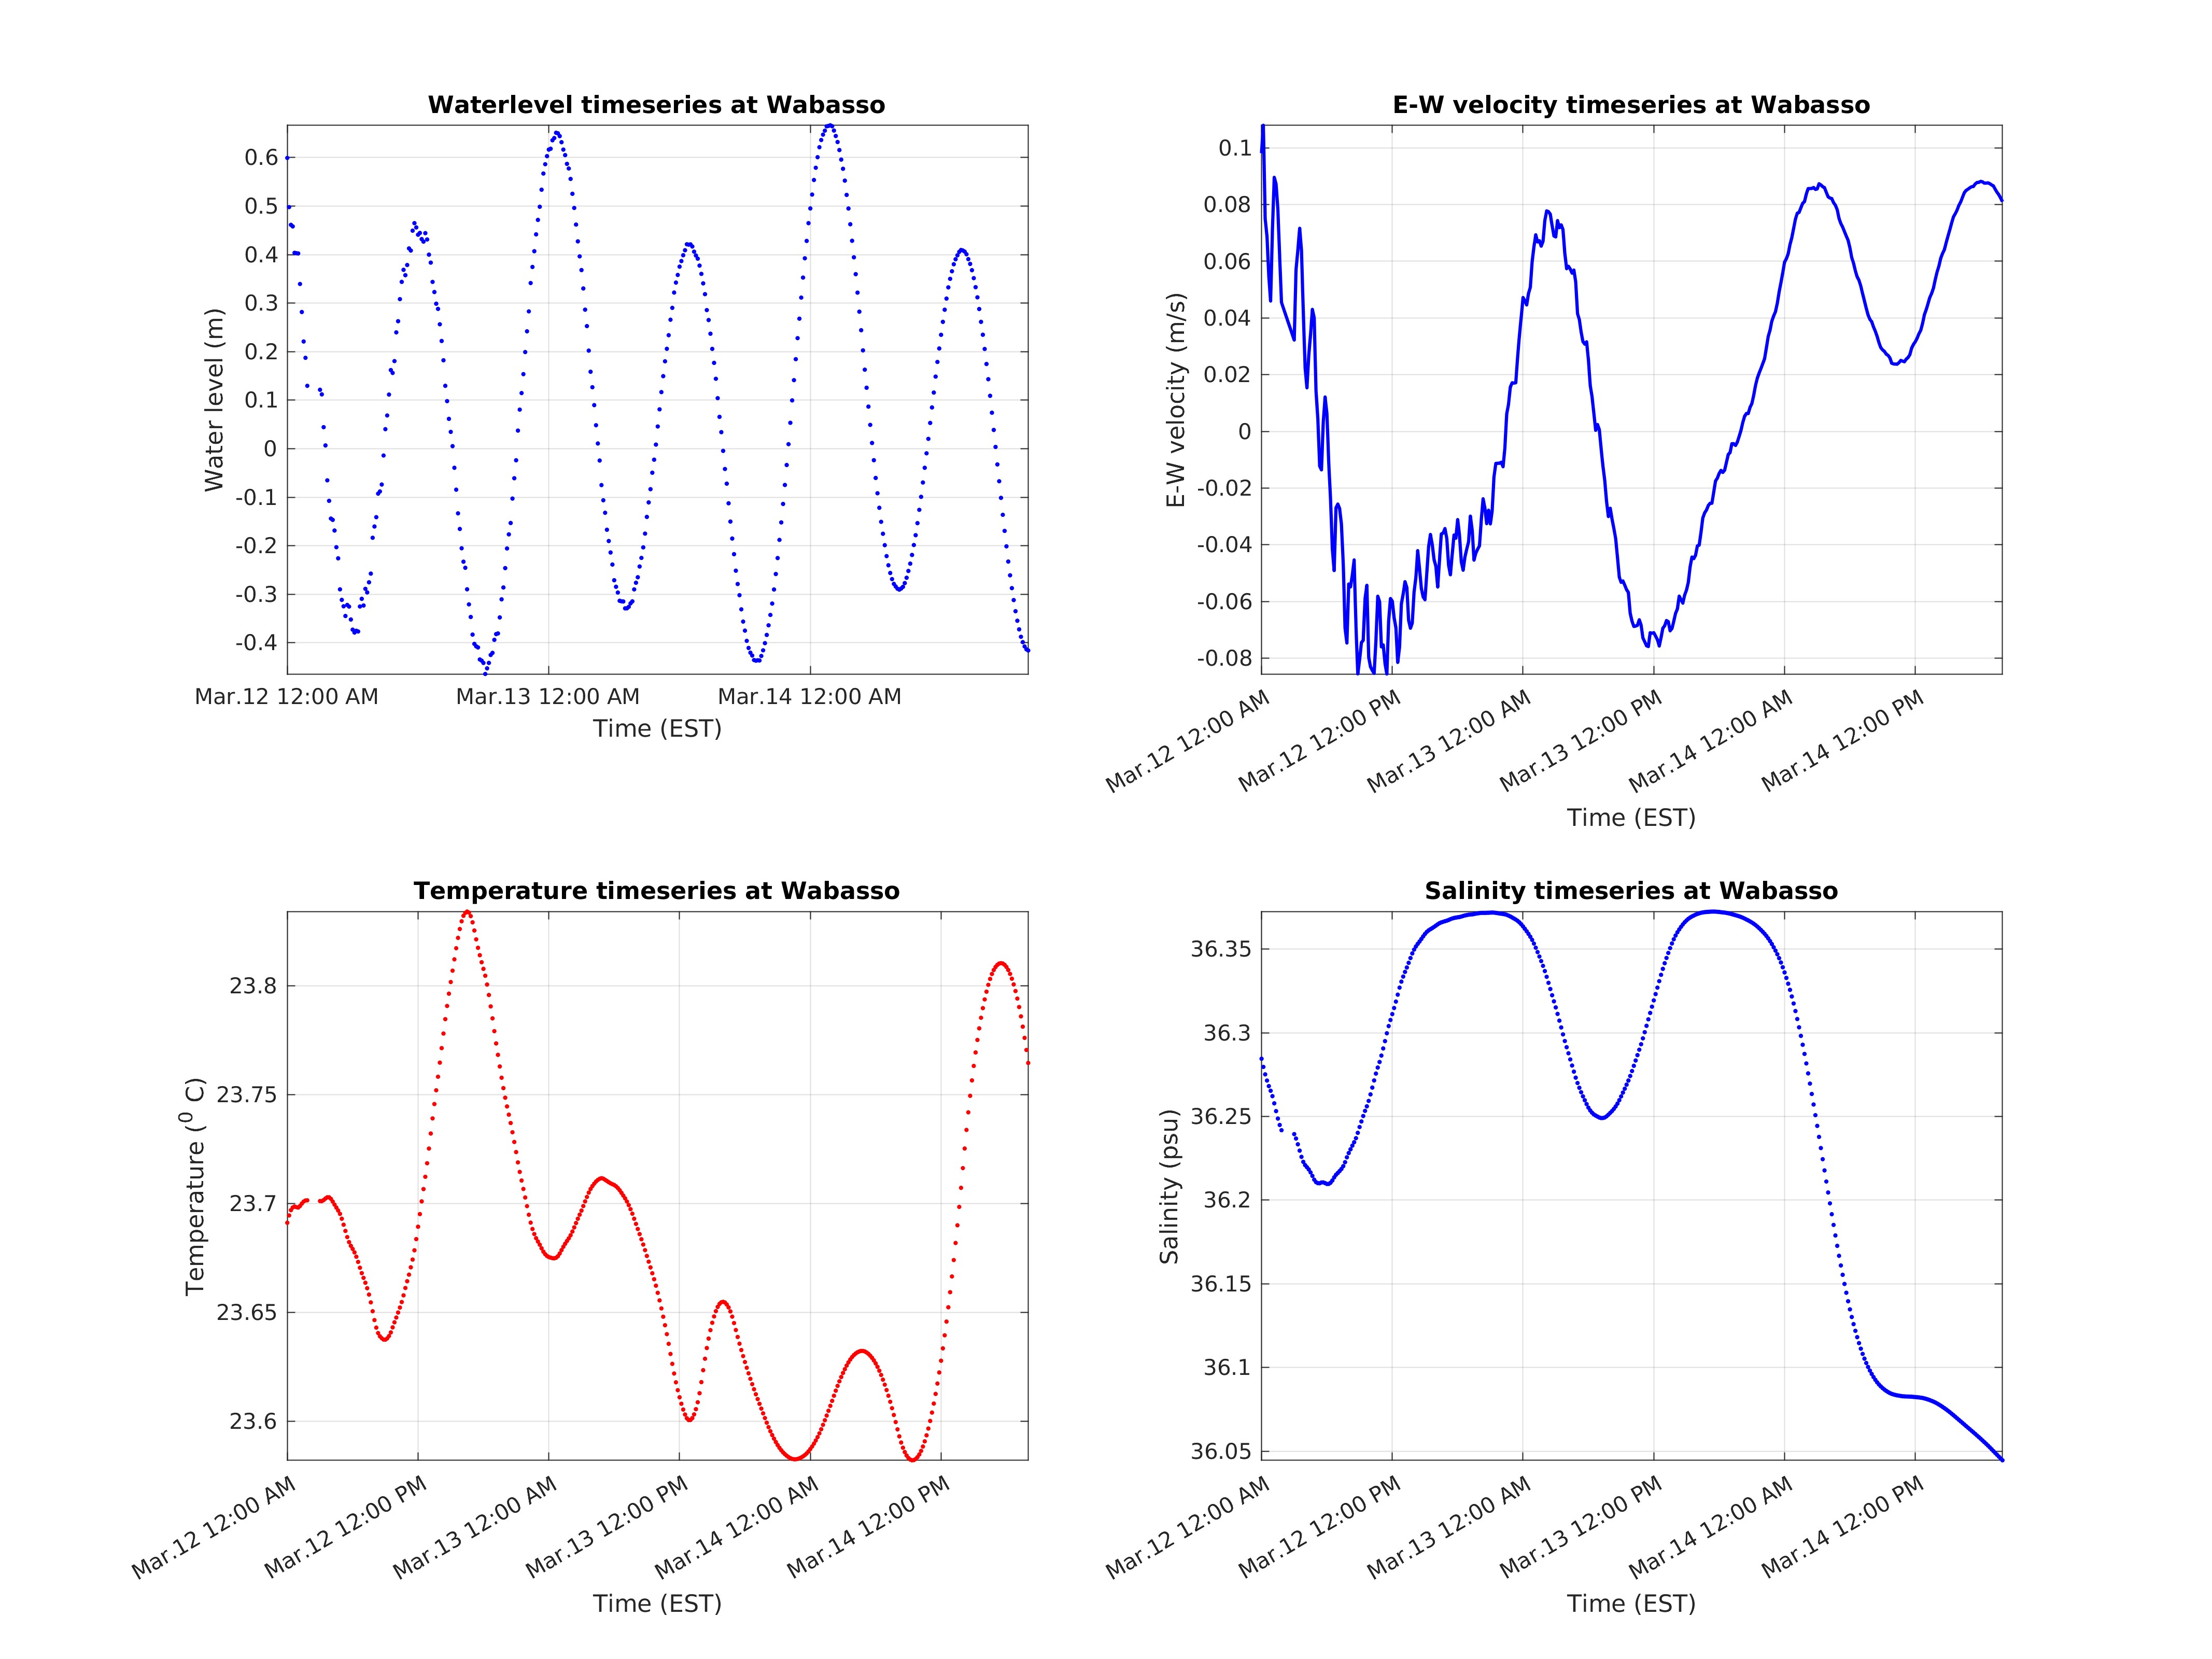 Waterlevel timeseries at Wabasso
0.6
0.5
0.4
0.3
0.2
0.1
0
-0.1
-0.2
-0.3
-0.4
Water level (m)
Mar.12 12:00 AM
Mar.13 12:00 AM
Mar.14 12:00 AM
Time (EST)
E-W velocity timeseries at Wabasso
0.1
0.08
0.06
0.04
0.02
0
-0.02
-0.04
-0.06
-0.08
E-W velocity (m/s)
Mar.12 12:00 AM
Mar.12 12:00 PM
Mar.13 12:00 AM
Mar.13 12:00 PM
Mar.14 12:00 AM
Mar.14 12:00 PM
Time (EST)
Temperature timeseries at Wabasso
23.8
23.75
23.7
23.65
23.6
Temperature (⁰ C)
Mar.12 12:00 AM
Mar.12 12:00 PM
Mar.13 12:00 AM
Mar.13 12:00 PM
Mar.14 12:00 AM
Mar.14 12:00 PM
Time (EST)
Salinity timeseries at Wabasso
36.35
36.3
36.25
36.2
36.15
36.1
36.05
Salinity (psu)
Mar.12 12:00 AM
Mar.12 12:00 PM
Mar.13 12:00 AM
Mar.13 12:00 PM
Mar.14 12:00 AM
Mar.14 12:00 PM
Time (EST)